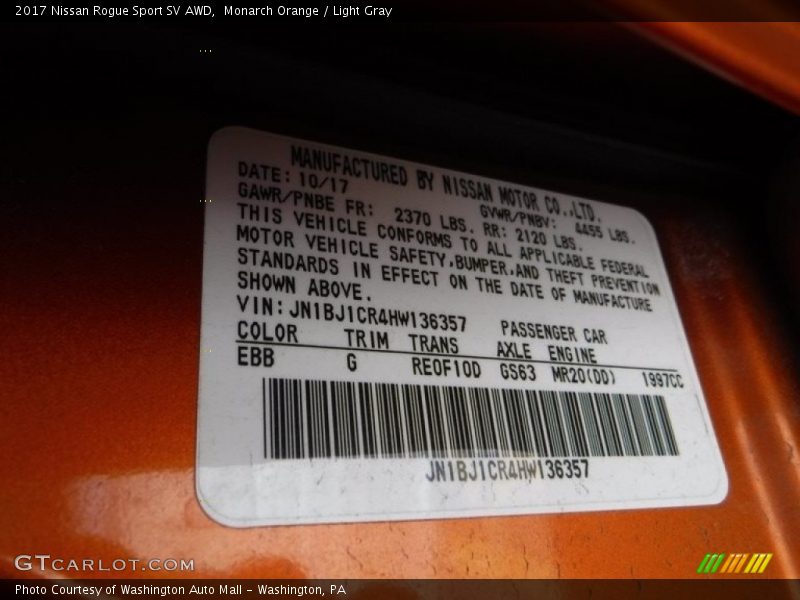 2017 Nissan Rogue Sport SV AWD,  Monarch Orange / Light Gray
MANUFACTURED BY NISSAN MOTOR CO.,LTD.
DATE: 10/17 GVWR/PNBV: 4455 LBS.
GAWR/PNBE FR: 2370 LBS. RR: 2120 LBS.
THIS VEHICLE CONFORMS TO ALL APPLICABLE FEDERAL
MOTOR VEHICLE SAFETY,BUMPER,AND THEFT PREVENTION
STANDARDS IN EFFECT ON THE DATE OF MANUFACTURE
SHOWN ABOVE.
VIN: JN1BJ1CR4HW136357 PASSENGER CAR
COLOR TRIM TRANS AXLE ENGINE
EBB G REOF10D GS63 MR20(DD) 1997CC
JN1BJ1CR4HW136357
GTCARLOT.COM
Photo Courtesy of Washington Auto Mall – Washington, PA